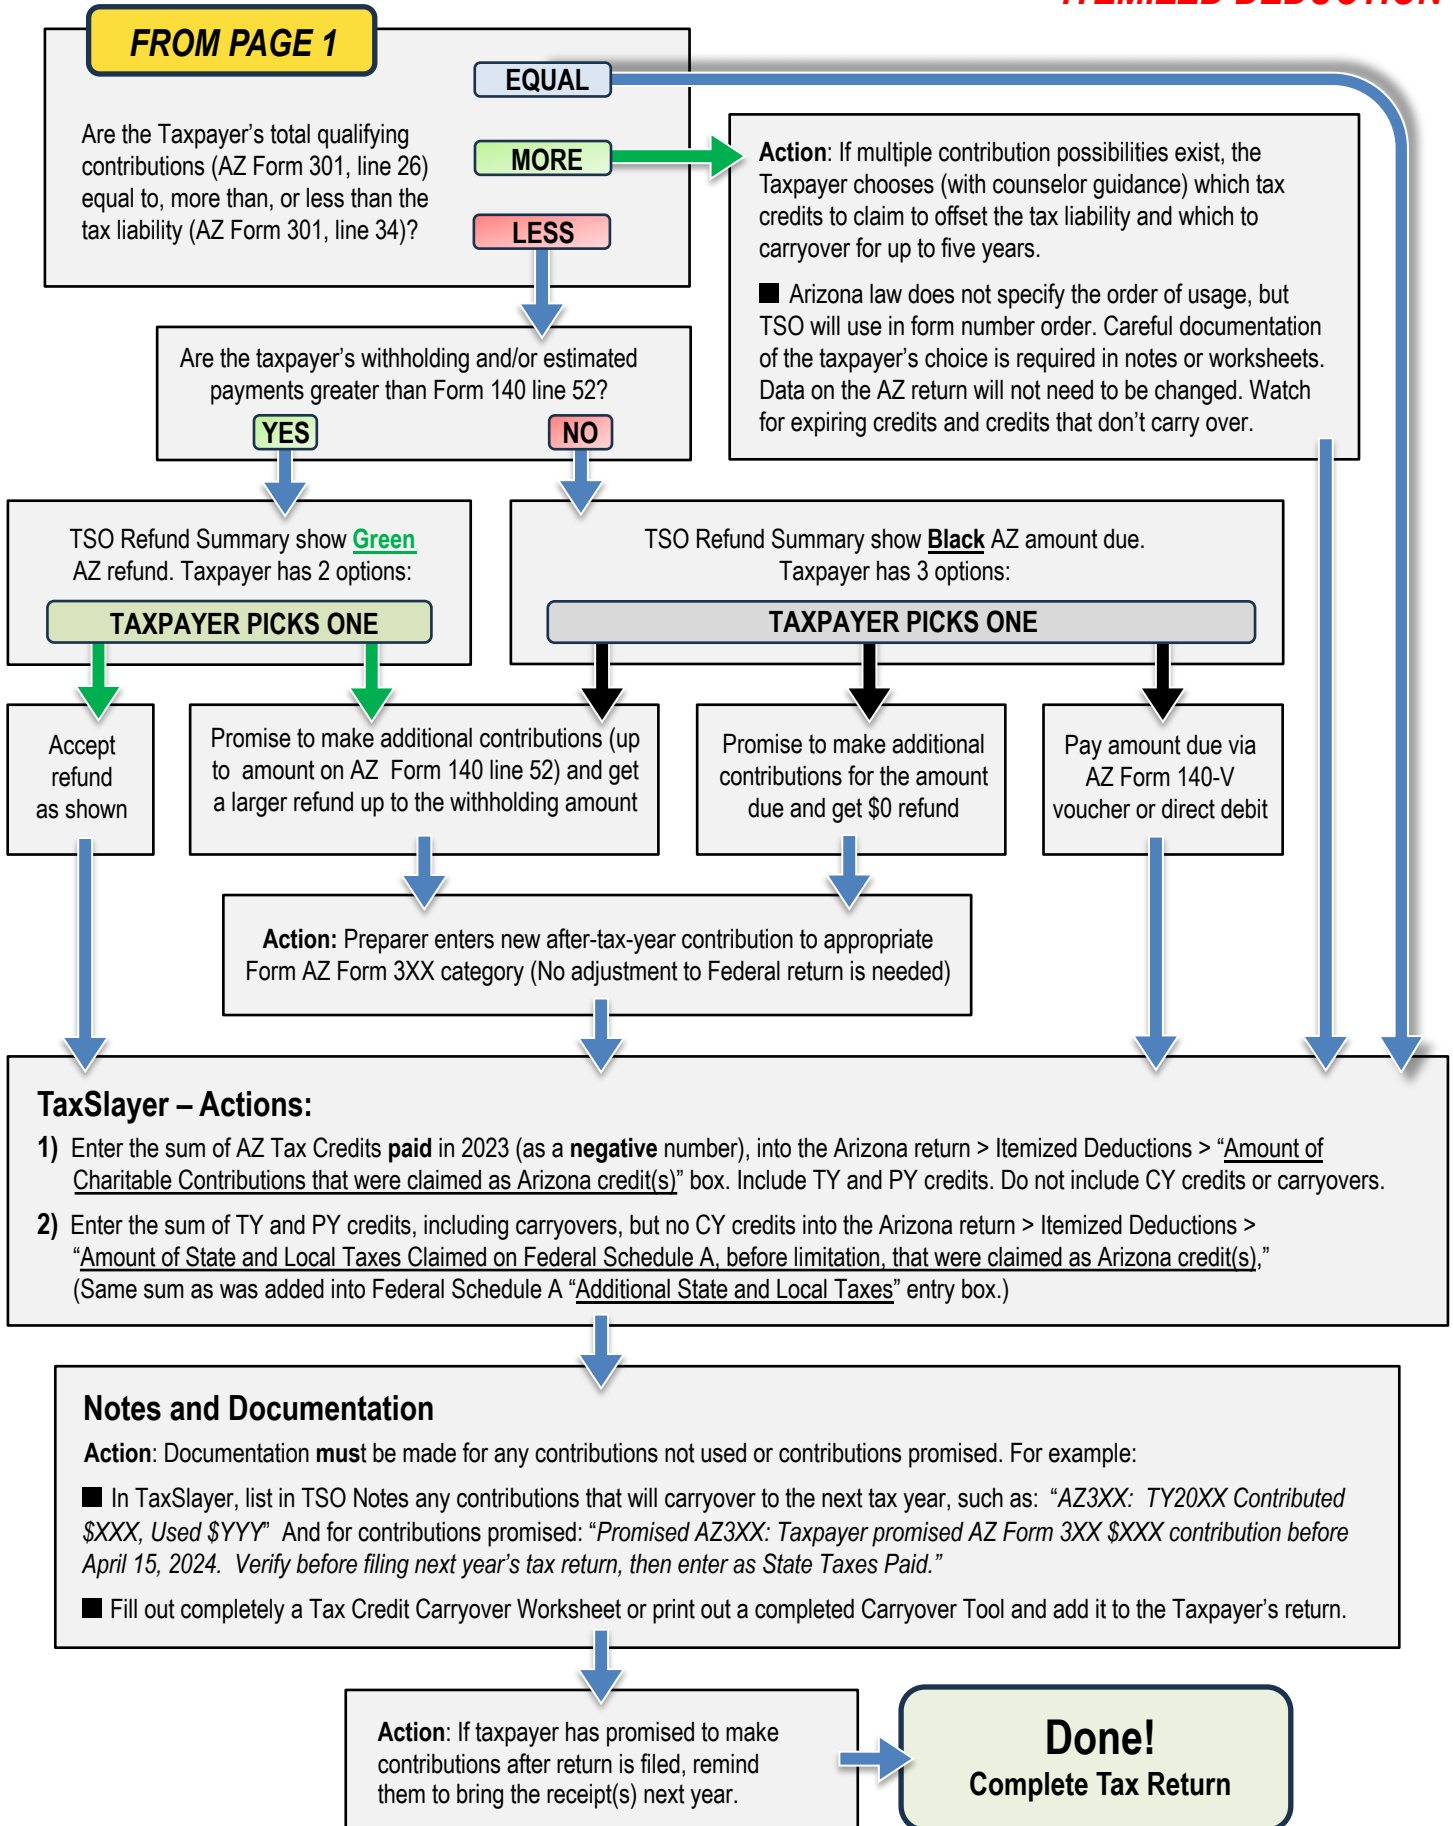 ITEMIZED DEDUCTION
FROM PAGE 1
EQUAL
MORE
LESS
Are the Taxpayer's total qualifying
contributions (AZ Form 301, line 26)
equal to, more than, or less than the
tax liability (AZ Form 301, line 34)?
Action: If multiple contribution possibilities exist, the
Taxpayer chooses (with counselor guidance) which tax
credits to claim to offset the tax liability and which to
carryover for up to five years.
■ Arizona law does not specify the order of usage, but
TSO will use in form number order. Careful documentation
of the taxpayer's choice is required in notes or worksheets.
Data on the AZ return will not need to be changed. Watch
for expiring credits and credits that don't carry over.
Are the taxpayer's withholding and/or estimated
payments greater than Form 140 line 52?
YES
NO
TSO Refund Summary show Green
AZ refund. Taxpayer has 2 options:
TAXPAYER PICKS ONE
TSO Refund Summary show Black AZ amount due.
Taxpayer has 3 options:
TAXPAYER PICKS ONE
Accept
refund
as shown
Promise to make additional contributions (up
to amount on AZ Form 140 line 52) and get
a larger refund up to the withholding amount
Promise to make additional
contributions for the amount
due and get $0 refund
Pay amount due via
AZ Form 140-V
voucher or direct debit
Action: Preparer enters new after-tax-year contribution to appropriate
Form AZ Form 3XX category (No adjustment to Federal return is needed)
TaxSlayer – Actions:
1) Enter the sum of AZ Tax Credits paid in 2023 (as a negative number), into the Arizona return > Itemized Deductions > "Amount of
Charitable Contributions that were claimed as Arizona credit(s)" box. Include TY and PY credits. Do not include CY credits or carryovers.
2) Enter the sum of TY and PY credits, including carryovers, but no CY credits into the Arizona return > Itemized Deductions >
"Amount of State and Local Taxes Claimed on Federal Schedule A, before limitation, that were claimed as Arizona credit(s),"
(Same sum as was added into Federal Schedule A "Additional State and Local Taxes" entry box.)
Notes and Documentation
Action: Documentation must be made for any contributions not used or contributions promised. For example:
■ In TaxSlayer, list in TSO Notes any contributions that will carryover to the next tax year, such as: "AZ3XX: TY20XX Contributed
$XXX, Used $YYY" And for contributions promised: "Promised AZ3XX: Taxpayer promised AZ Form 3XX $XXX contribution before
April 15, 2024. Verify before filing next year's tax return, then enter as State Taxes Paid."
■ Fill out completely a Tax Credit Carryover Worksheet or print out a completed Carryover Tool and add it to the Taxpayer's return.
Action: If taxpayer has promised to make
contributions after return is filed, remind
them to bring the receipt(s) next year.
Done!
Complete Tax Return